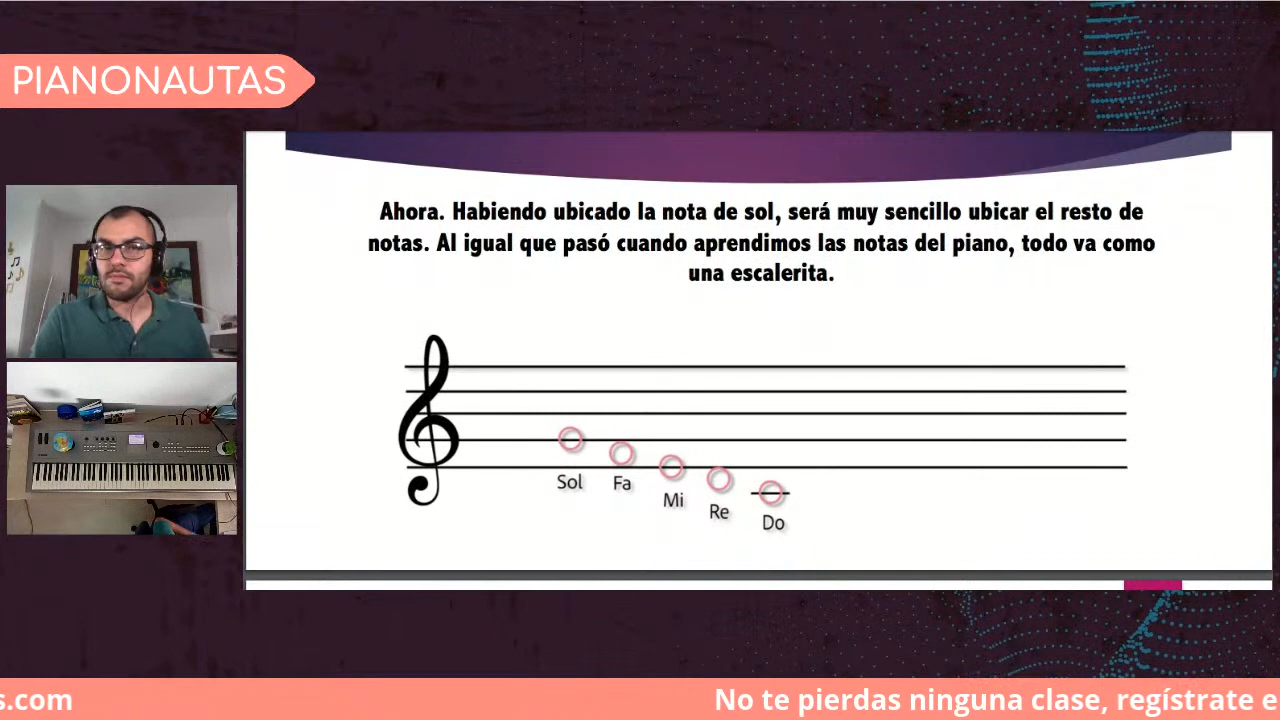 PIANONAUTAS
Ahora. Habiendo ubicado la nota de sol, será muy sencillo ubicar el resto de
notas. Al igual que pasó cuando aprendimos las notas del piano, todo va como
una escalerita.
Sol
Fa
Mi
Re
Do
s.com
No te pierdas ninguna clase, regístrate e